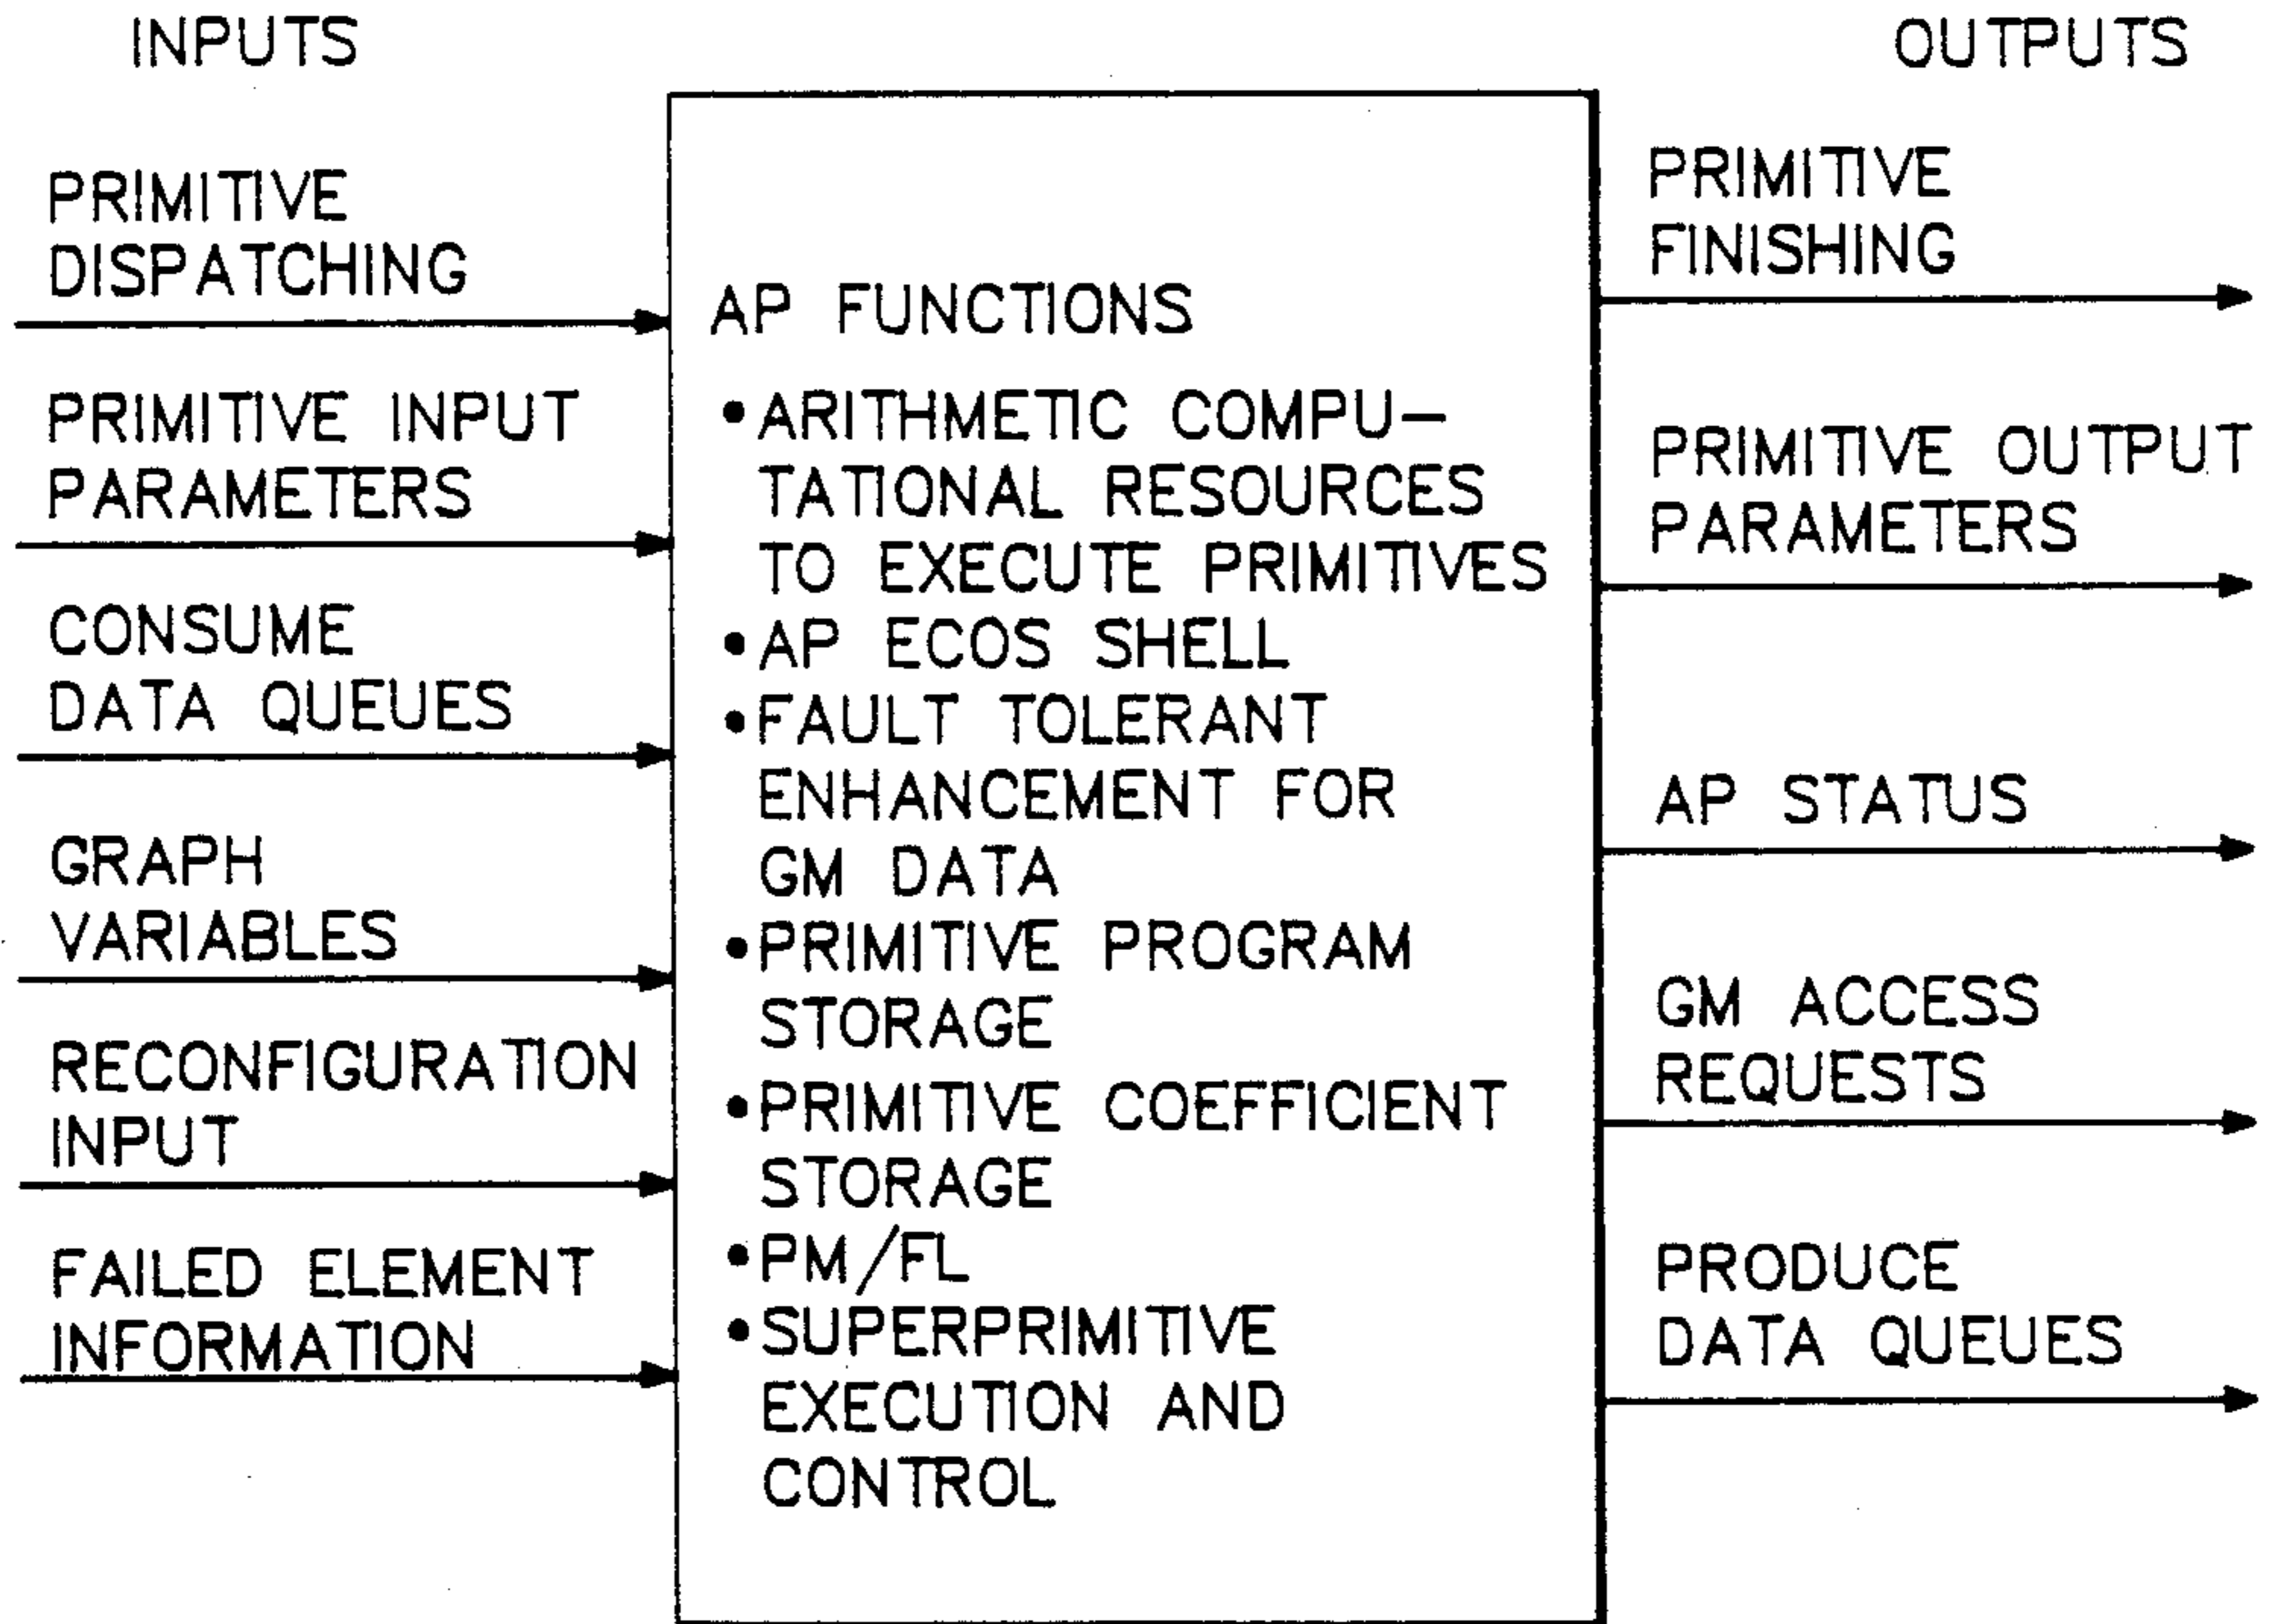 INPUTS
OUTPUTS
PRIMITIVE
DISPATCHING
PRIMITIVE INPUT
PARAMETERS
CONSUME
DATA QUEUES
GRAPH
VARIABLES
RECONFIGURATION
INPUT
FAILED ELEMENT
INFORMATION
AP FUNCTIONS
•ARITHMETIC COMPU-
TATIONAL RESOURCES
TO EXECUTE PRIMITIVES
•AP ECOS SHELL
•FAULT TOLERANT
ENHANCEMENT FOR
GM DATA
•PRIMITIVE PROGRAM
STORAGE
•PRIMITIVE COEFFICIENT
STORAGE
•PM/FL
•SUPERPRIMITIVE
EXECUTION AND
CONTROL
PRIMITIVE
FINISHING
PRIMITIVE OUTPUT
PARAMETERS
AP STATUS
GM ACCESS
REQUESTS
PRODUCE
DATA QUEUES